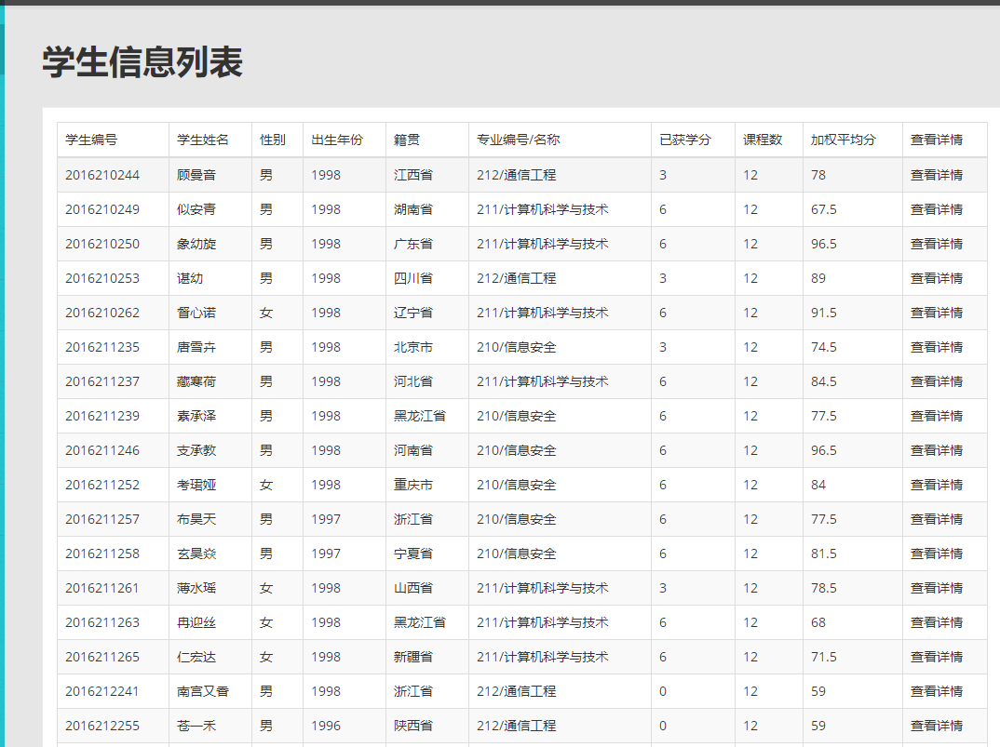 学生信息列表
学生编号 学生姓名 性别 出生年份 籍贯 专业编号/名称 已获学分 课程数 加权平均分 查看详情
2016210244 顾曼音 男 1998 江西省 212/通信工程 3 12 78 查看详情
2016210249 似安青 男 1998 湖南省 211/计算机科学与技术 6 12 67.5 查看详情
2016210250 象幼旋 男 1998 广东省 211/计算机科学与技术 6 12 96.5 查看详情
2016210253 谌幼 男 1998 四川省 212/通信工程 3 12 89 查看详情
2016210262 督心诺 女 1998 辽宁省 211/计算机科学与技术 6 12 91.5 查看详情
2016211235 唐雪卉 男 1998 北京市 210/信息安全 3 12 74.5 查看详情
2016211237 藏寒荷 男 1998 河北省 211/计算机科学与技术 6 12 84.5 查看详情
2016211239 素承泽 男 1998 黑龙江省 210/信息安全 6 12 77.5 查看详情
2016211246 支承教 男 1998 河南省 210/信息安全 6 12 96.5 查看详情
2016211252 考珺娅 女 1998 重庆市 210/信息安全 6 12 84 查看详情
2016211257 布昊天 男 1997 浙江省 210/信息安全 6 12 77.5 查看详情
2016211258 玄昊焱 男 1997 宁夏省 210/信息安全 6 12 81.5 查看详情
2016211261 薄水瑶 女 1998 山西省 211/计算机科学与技术 3 12 78.5 查看详情
2016211263 冉迎丝 女 1998 黑龙江省 211/计算机科学与技术 6 12 68 查看详情
2016211265 仁宏达 女 1998 新疆省 211/计算机科学与技术 6 12 71.5 查看详情
2016212241 南宫又香 男 1998 浙江省 212/通信工程 0 12 59 查看详情
2016212255 苍一禾 男 1996 陕西省 212/通信工程 0 12 59 查看详情